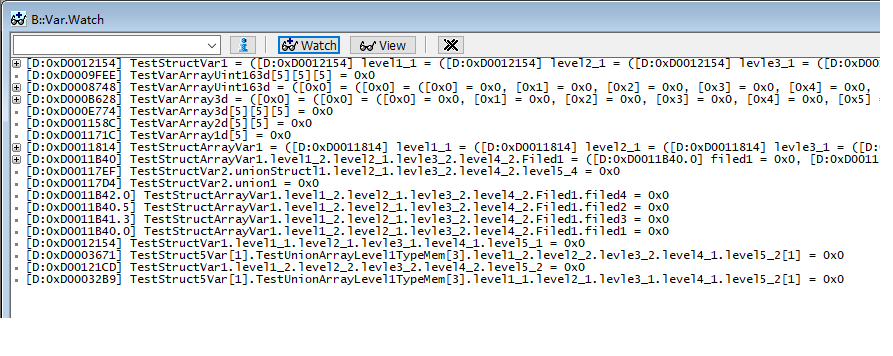 B::Var.Watch
Watch View
[D:0xD0012154] TestStructVar1 = ([D:0xD0012154] level1_1 = ([D:0xD0012154] level2_1 = ([D:0xD0012154] levle3_1 = ([D:0xD001
[D:0xD0009FEE] TestVarArrayUint163d[5][5][5] = 0x0
[D:0xD0008748] TestVarArrayUint163d = ([0x0] = ([0x0] = ([0x0] = 0x0, [0x1] = 0x0, [0x2] = 0x0, [0x3] = 0x0, [0x4] = 0x0,
[D:0xD000B628] TestVarArray3d = ([0x0] = ([0x0] = ([0x0] = 0x0, [0x1] = 0x0, [0x2] = 0x0, [0x3] = 0x0, [0x4] = 0x0, [0x5] =
[D:0xD000E774] TestVarArray3d[5][5][5] = 0x0
[D:0xD001158C] TestVarArray2d[5][5] = 0x0
[D:0xD001171C] TestVarArray1d[5] = 0x0
[D:0xD0011814] TestStructArrayVar1 = ([D:0xD0011814] level1_1 = ([D:0xD0011814] level2_1 = ([D:0xD0011814] levle3_1 = ([D:
[D:0xD0011B40] TestStructArrayVar1.level1_2.level2_1.levle3_2.level4_2.Filed1 = ([D:0xD0011B40.0] filed1 = 0x0, [D:0xD0011
[D:0xD00117EF] TestStructVar2.unionStructl1.level2_1.levle3_2.level4_2.level5_4 = 0x0
[D:0xD00117D4] TestStructVar2.union1 = 0x0
[D:0xD0011B42.0] TestStructArrayVar1.level1_2.level2_1.levle3_2.level4_2.Filed1.filed4 = 0x0
[D:0xD0011B40.5] TestStructArrayVar1.level1_2.level2_1.levle3_2.level4_2.Filed1.filed2 = 0x0
[D:0xD0011B41.3] TestStructArrayVar1.level1_2.level2_1.levle3_2.level4_2.Filed1.filed3 = 0x0
[D:0xD0011B40.0] TestStructArrayVar1.level1_2.level2_1.levle3_2.level4_2.Filed1.filed1 = 0x0
[D:0xD0012154] TestStructVar1.level1_1.level2_1.levle3_1.level4_1.level5_1 = 0x0
[D:0xD0003671] TestStruct5Var[1].TestUnionArrayLevel1TypeMem[3].level1_2.level2_2.levle3_2.level4_1.level5_2[1] = 0x0
[D:0xD00121CD] TestStructVar1.level1_2.level2_2.levle3_2.level4_2.level5_2 = 0x0
[D:0xD00032B9] TestStruct5Var[1].TestUnionArrayLevel1TypeMem[3].level1_1.level2_1.levle3_1.level4_1.level5_2[1] = 0x0